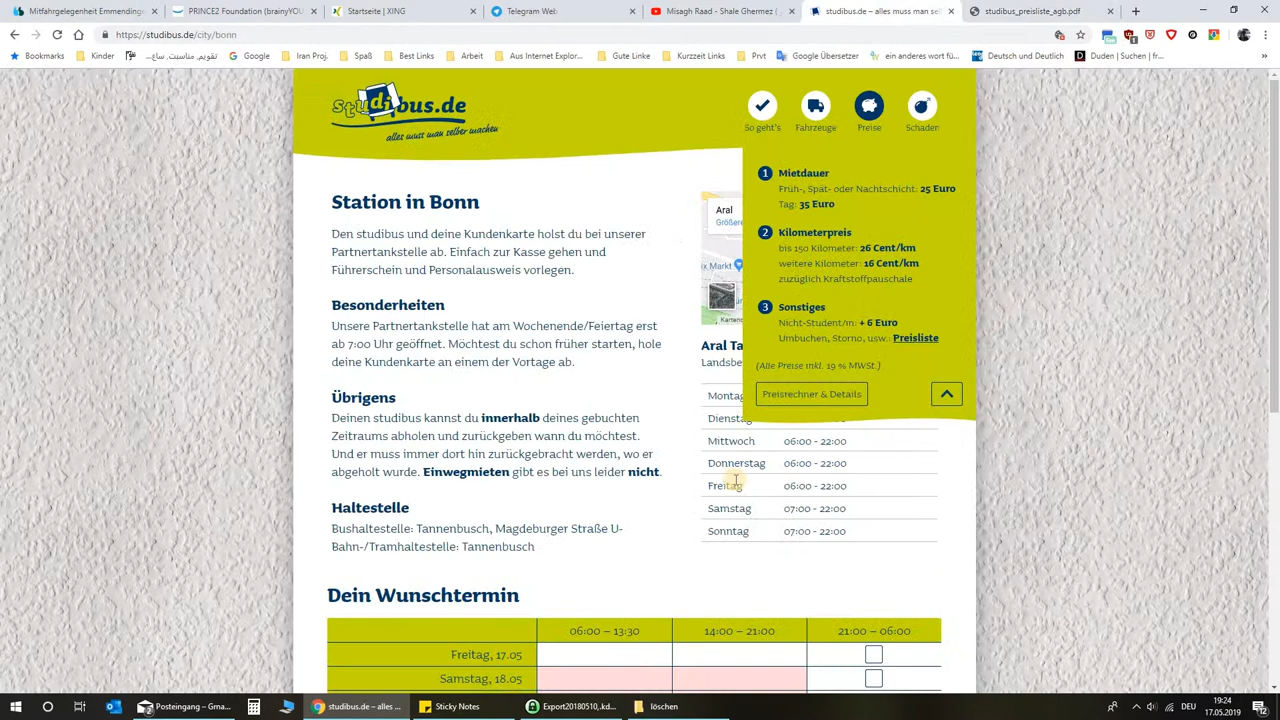 Mitfahrgelegenheit Emmendinge
PRINCE2 Foundation (brainyYOU
Startseite | XING
Telegram Web
Misagh Raad - Shale Ghermez (
studibus.de – alles muss man sel
studibus_preisliste_agb.pdf
https://studibus.de/city/bonn
Bookmarks
Kinder
تقویم, مناسبت, ساع...
Google
Iran Proj.
Spaß
Best Links
Arbeit
Aus Internet Explor...
Gute Linke
Kurzzeit Links
Prvt
Google Übersetzer
ein anderes wort fü...
Deutsch und Deutlich
Duden | Suchen | fr...
»
studibus.de
alles muss man selber machen
So geht's
Fahrzeuge
Preise
Schaden
1 Mietdauer
Früh-, Spät- oder Nachtschicht: 25 Euro
Tag: 35 Euro
2 Kilometerpreis
bis 150 Kilometer: 26 Cent/km
weitere Kilometer: 16 Cent/km
zuzüglich Kraftstoffpauschale
3 Sonstiges
Nicht-Student/in: + 6 Euro
Umbuchen, Storno, usw.: Preisliste
(Alle Preise inkl. 19 % MWSt.)
Preisrechner & Details
Station in Bonn
Den studibus und deine Kundenkarte holst du bei unserer
Partnertankstelle ab. Einfach zur Kasse gehen und
Führerschein und Personalausweis vorlegen.
Besonderheiten
Unsere Partnertankstelle hat am Wochenende/Feiertag erst
ab 7:00 Uhr geöffnet. Möchtest du schon früher starten, hole
deine Kundenkarte an einem der Vortage ab.
Übrigens
Deinen studibus kannst du innerhalb deines gebuchten
Zeitraums abholen und zurückgeben wann du möchtest.
Und er muss immer dort hin zurückgebracht werden, wo er
abgeholt wurde. Einwegmieten gibt es bei uns leider nicht.
Haltestelle
Bushaltestelle: Tannenbusch, Magdeburger Straße U-
Bahn-/Tramhaltestelle: Tannenbusch
Aral
Größere
ix Markt
Kartend
Aral Ta
Landsbe
Montag
Dienstag
Mittwoch 06:00 - 22:00
Donnerstag 06:00 - 22:00
Freitag 06:00 - 22:00
Samstag 07:00 - 22:00
Sonntag 07:00 - 22:00
Dein Wunschtermin
06:00 – 13:30 14:00 – 21:00 21:00 – 06:00
Freitag, 17.05
Samstag, 18.05
Posteingang – Gma...
studibus.de – alles ...
Sticky Notes
Export20180510,.kd...
löschen
DEU
19:24
17.05.2019